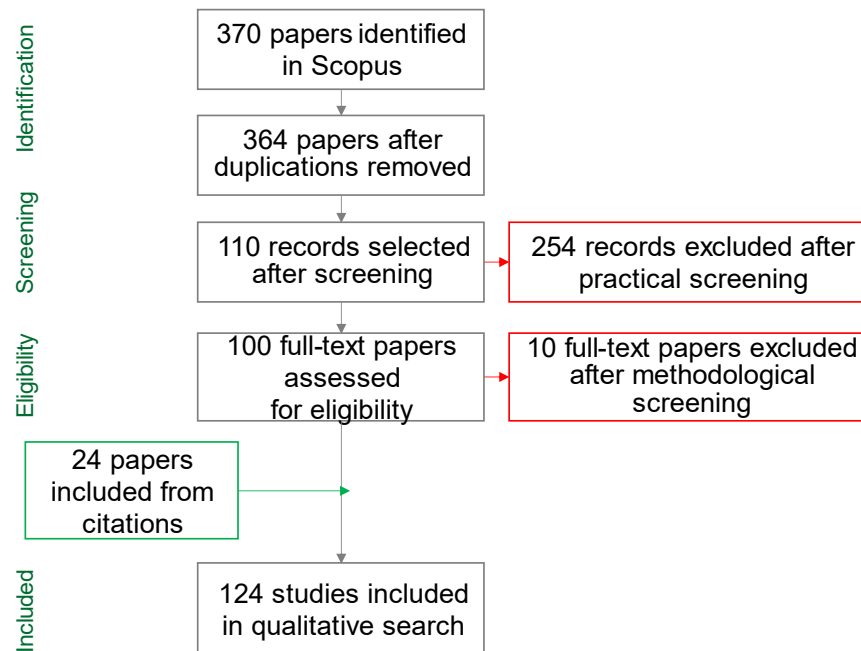 Identification
370 papers identified
in Scopus
364 papers after
duplications removed
Screening
110 records selected
after screening
254 records excluded after
practical screening
Eligibility
100 full-text papers
assessed
for eligibility
10 full-text papers excluded
after methodological
screening
24 papers
included from
citations
Included
124 studies included
in qualitative search